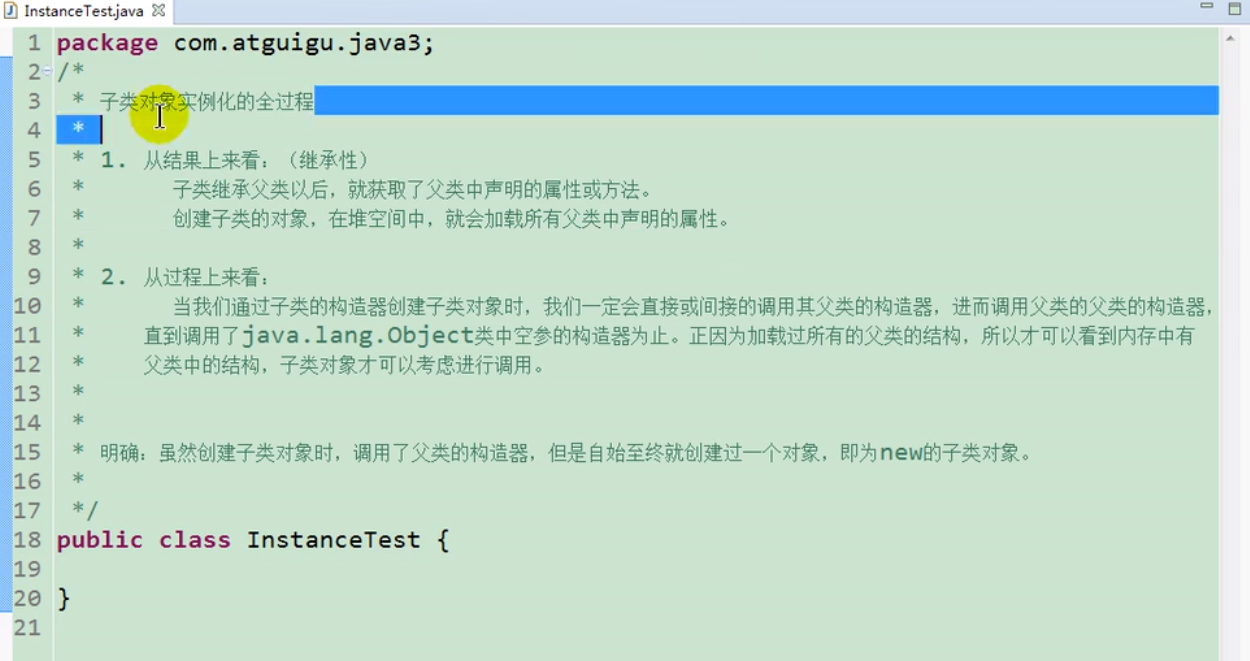 InstanceTest.java
1 package com.atguigu.java3;
2 /*
3 * 子类对象实例化的全过程
4 *
5 * 1. 从结果上来看：（继承性）
6 * 子类继承父类以后，就获取了父类中声明的属性或方法。
7 * 创建子类的对象，在堆空间中，就会加载所有父类中声明的属性。
8 *
9 * 2. 从过程上来看：
10 * 当我们通过子类的构造器创建子类对象时，我们一定会直接或间接的调用其父类的构造器，进而调用父类的父类的构造器，
11 * 直到调用了java.lang.Object类中空参的构造器为止。正因为加载过所有的父类的结构，所以才可以看到内存中有
12 * 父类中的结构，子类对象才可以考虑进行调用。
13 *
14 *
15 * 明确：虽然创建子类对象时，调用了父类的构造器，但是自始至终就创建过一个对象，即为new的子类对象。
16 *
17 */
18 public class InstanceTest {
19
20 }
21